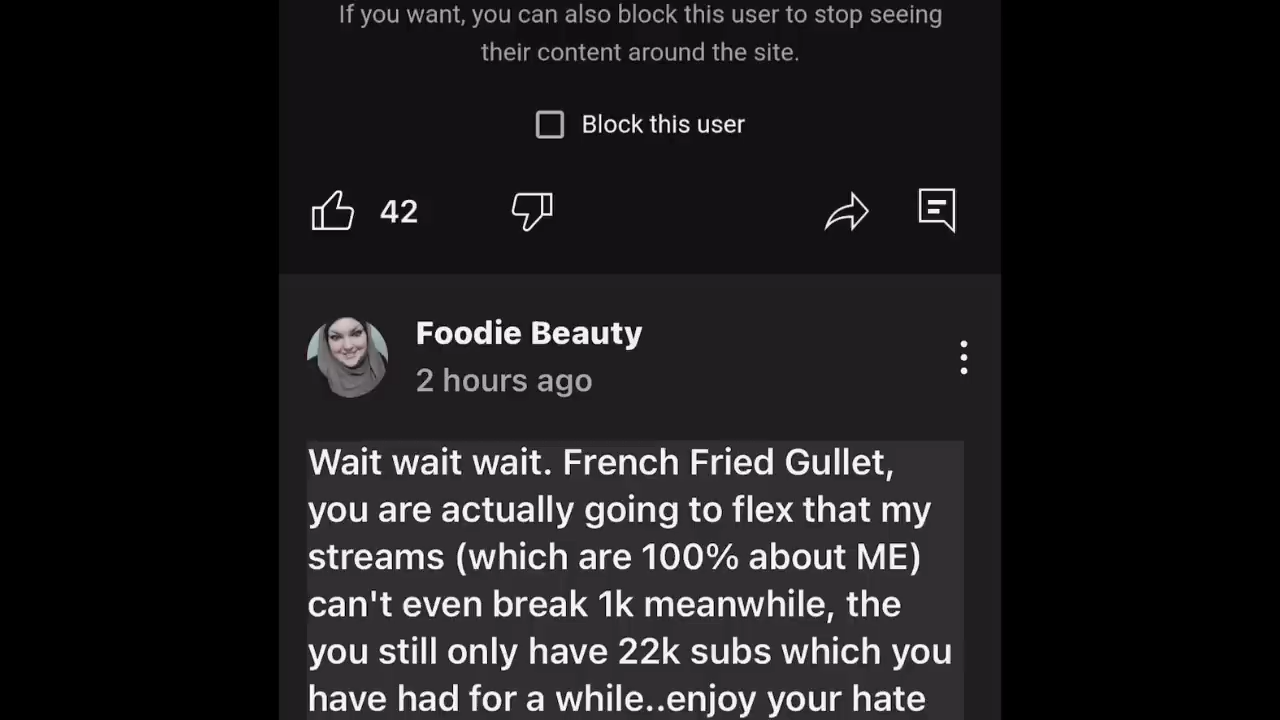 If you want, you can also block this user to stop seeing
their content around the site.
Block this user
42
Foodie Beauty
2 hours ago
Wait wait wait. French Fried Gullet,
you are actually going to flex that my
streams (which are 100% about ME)
can't even break 1k meanwhile, the
you still only have 22k subs which you
have had for a while..enjoy your hate